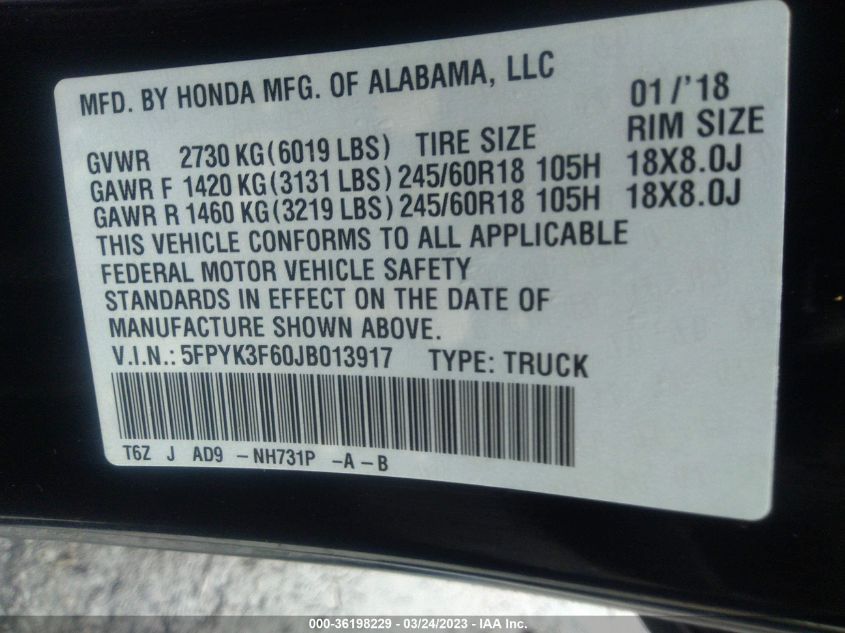 MFD. BY HONDA MFG. OF ALABAMA, LLC 01/'18
GVWR 2730 KG(6019 LBS) TIRE SIZE RIM SIZE
GAWR F 1420 KG(3131 LBS) 245/60R18 105H 18X8.0J
GAWR R 1460 KG(3219 LBS) 245/60R18 105H 18X8.0J
THIS VEHICLE CONFORMS TO ALL APPLICABLE
FEDERAL MOTOR VEHICLE SAFETY
STANDARDS IN EFFECT ON THE DATE OF
MANUFACTURE SHOWN ABOVE.
V.I.N.: 5FPYK3F60JB013917 TYPE: TRUCK
T6Z J AD9 -NH731P -A-B
000-36198229 - 03/24/2023 - IAA Inc.